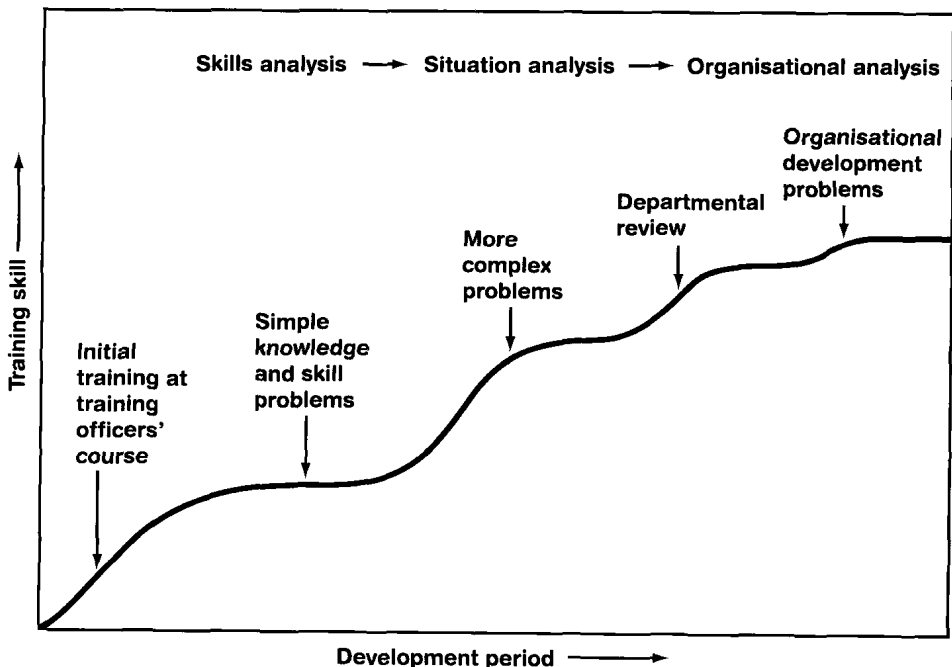 Skills analysis → Situation analysis → Organisational analysis
Organisational
development
problems
Departmental
review
More
complex
problems
Simple
knowledge
and skill
problems
Initial
training at
training
officers'
course
Training skill →
Development period →